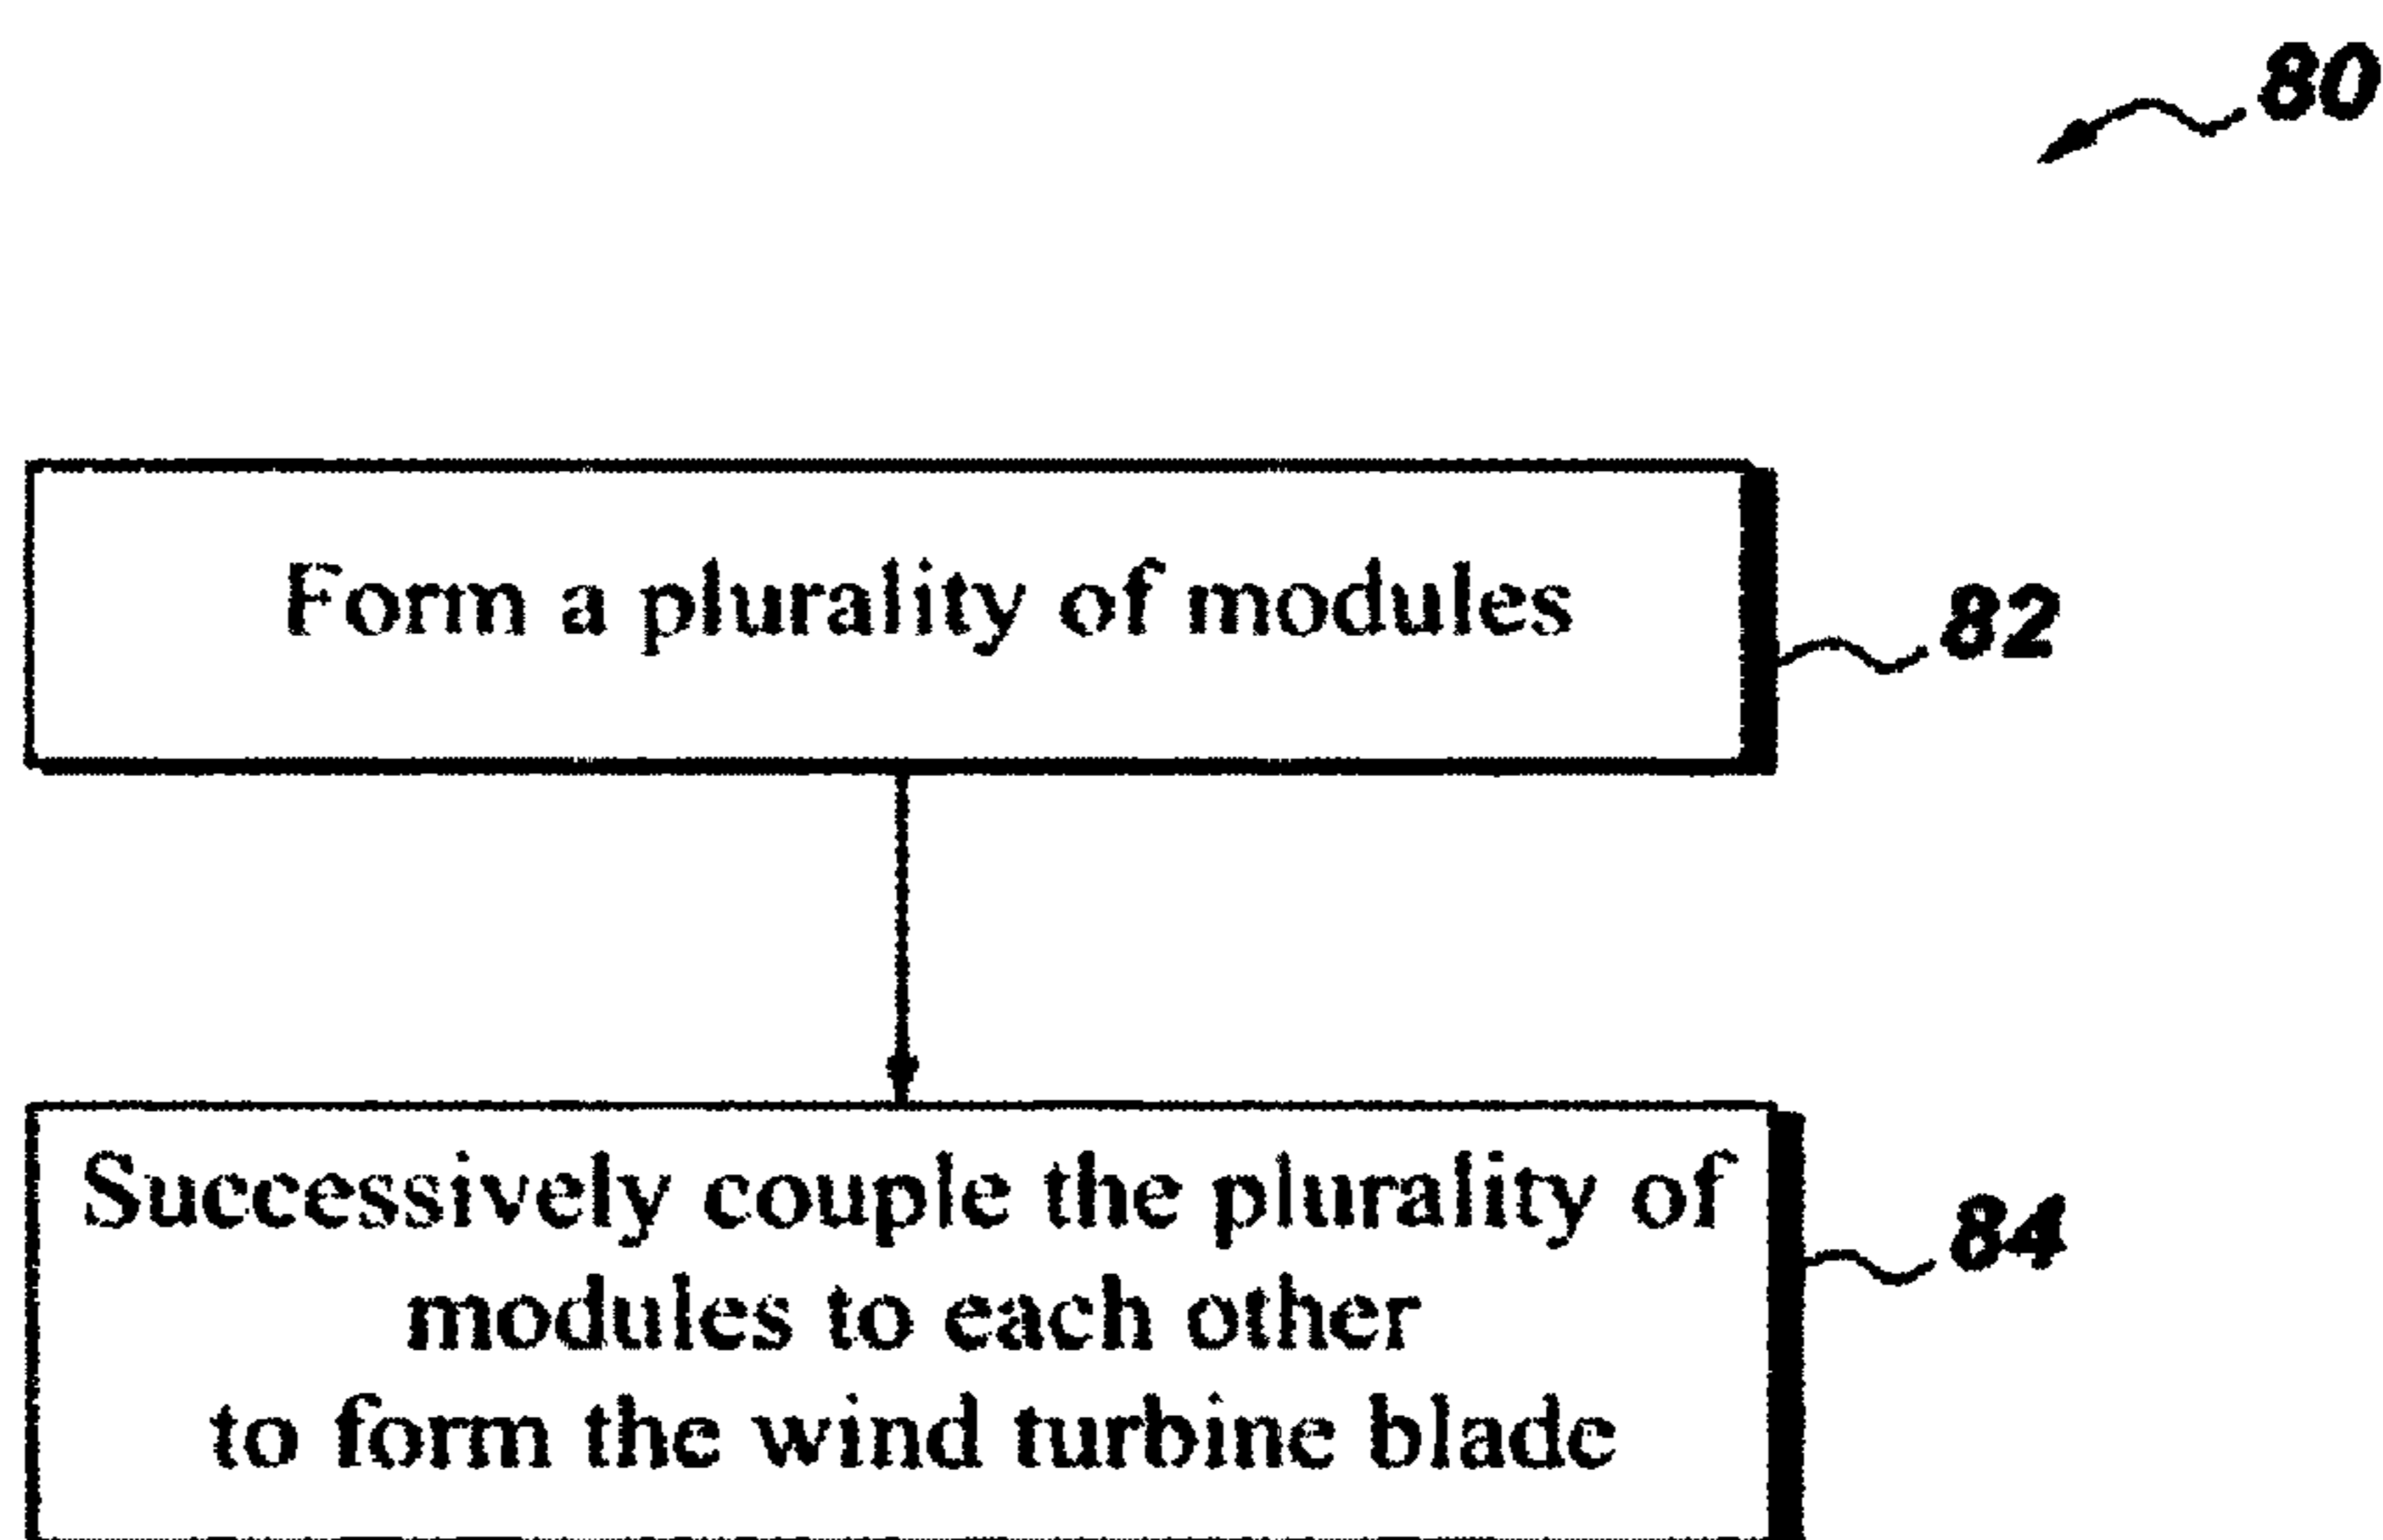 80
Form a plurality of modules
82
Successively couple the plurality of
modules to each other
to form the wind turbine blade
84